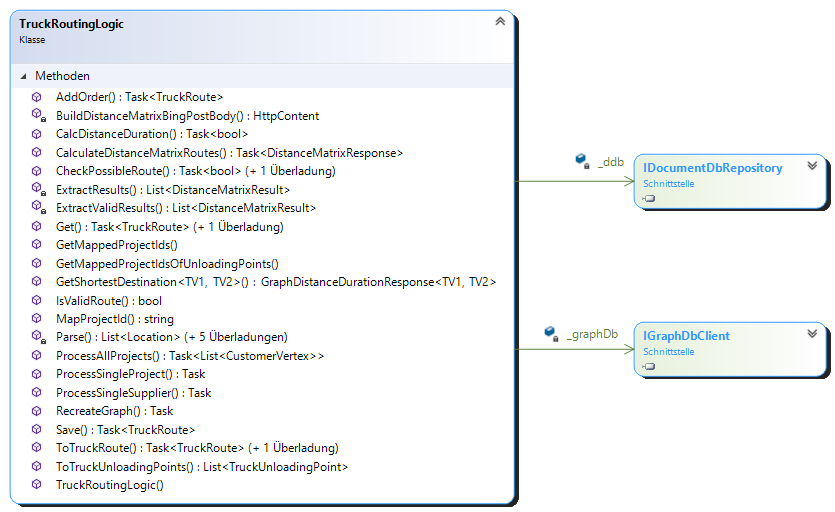 TruckRoutingLogic
Klasse
Methoden
AddOrder() : Task<TruckRoute>
BuildDistanceMatrixBingPostBody() : HttpContent
CalcDistanceDuration() : Task<bool>
CalculateDistanceMatrixRoutes() : Task<DistanceMatrixResponse>
CheckPossibleRoute() : Task<bool> (+ 1 Überladung)
ExtractResults() : List<DistanceMatrixResult>
ExtractValidResults() : List<DistanceMatrixResult>
Get() : Task<TruckRoute> (+ 1 Überladung)
GetMappedProjectIds()
GetMappedProjectIdsOfUnloadingPoints()
GetShortestDestination<TV1, TV2>() : GraphDistanceDurationResponse<TV1, TV2>
IsValidRoute() : bool
MapProjectId() : string
Parse() : List<Location> (+ 5 Überladungen)
ProcessAllProjects() : Task<List<CustomerVertex>>
ProcessSingleProject() : Task
ProcessSingleSupplier() : Task
RecreateGraph() : Task
Save() : Task<TruckRoute>
ToTruckRoute() : Task<TruckRoute> (+ 1 Überladung)
ToTruckUnloadingPoints() : List<TruckUnloadingPoint>
TruckRoutingLogic()
_ddb
IDocumentDbRepository
Schnittstelle
_graphDb
IGraphDbClient
Schnittstelle